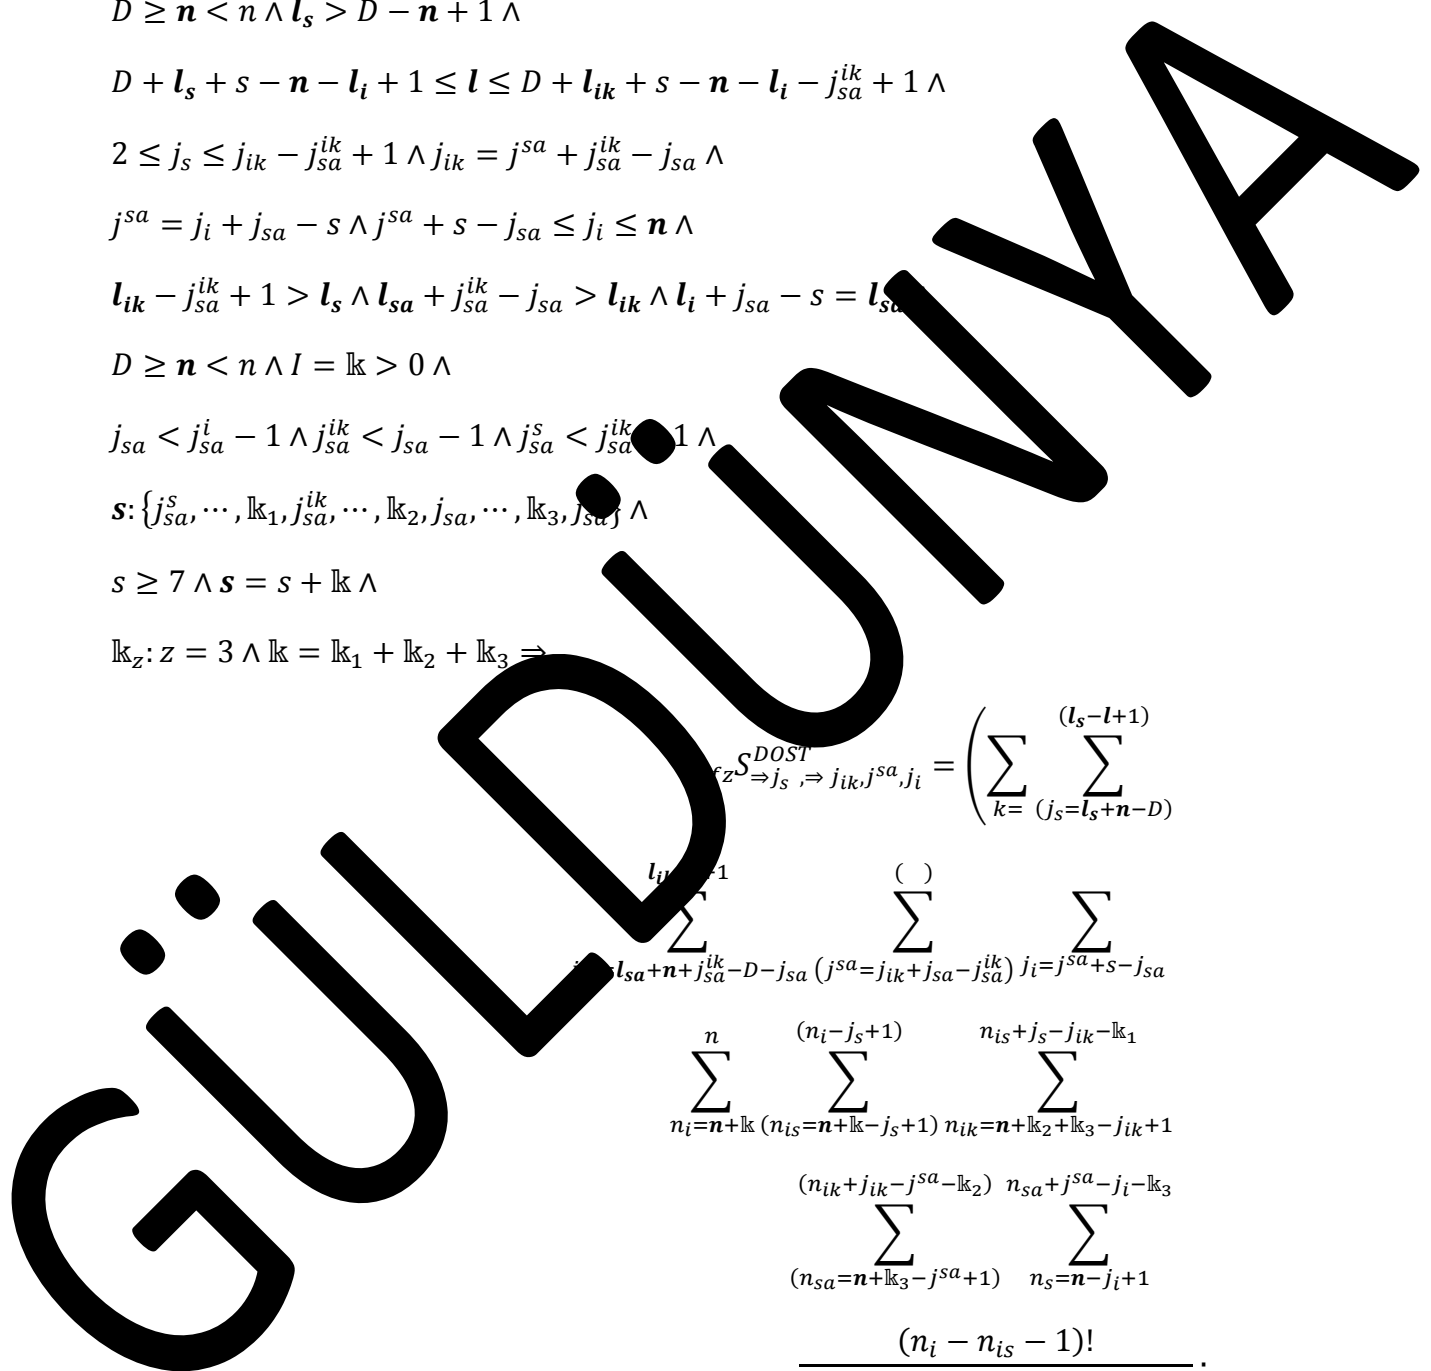 D ≥ 𝒏 < n ∧ 𝒍ₛ > D − 𝒏 + 1 ∧
D + 𝒍_s + s − 𝒏 − 𝒍_i + 1 ≤ 𝒍 ≤ D + 𝒍_ik + s − 𝒏 − 𝒍_i − j_sa^ik + 1 ∧
2 ≤ j_s ≤ j_ik − j_sa^ik + 1 ∧ j_ik = j^sa + j_sa^ik − j_sa ∧
j^sa = j_i + j_sa − s ∧ j^sa + s − j_sa ≤ j_i ≤ 𝒏 ∧
𝒍_ik − j_sa^ik + 1 > 𝒍_s ∧ 𝒍_sa + j_sa^ik − j_sa > 𝒍_ik ∧ 𝒍_i + j_sa − s = 𝒍_sa
D ≥ 𝒏 < n ∧ I = 𝕜 > 0 ∧
j_sa < j_sa^i − 1 ∧ j_sa^ik < j_sa − 1 ∧ j_sa^s < j_sa^ik 1 ∧
𝒔: {j_sa^s, ⋯ , 𝕜_1, j_sa^ik, ⋯ , 𝕜_2, j_sa, ⋯ , 𝕜_3, j_sa} ∧
s ≥ 7 ∧ 𝒔 = s + 𝕜 ∧
𝕜_z: z = 3 ∧ 𝕜 = 𝕜_1 + 𝕜_2 + 𝕜_3 ⇒
fz S_{⇒j_s ,⇒ j_ik,j^sa,j_i}^{DOST} = ( ∑_{k=} ∑_{(j_s=𝒍_s+𝒏−D)}^{(𝒍_s−𝒍+1)}
∑_{𝒍_sa+𝒏+j_sa^ik−D−j_sa} ∑_{(j^sa=j_ik+j_sa−j_sa^ik)}^{( )} ∑_{j_i=j^sa+s−j_sa}
∑_{n_i=𝒏+𝕜}^{n} ∑_{(n_is=𝒏+𝕜−j_s+1)}^{(n_i−j_s+1)} ∑_{n_ik=𝒏+𝕜_2+𝕜_3−j_ik+1}^{n_is+j_s−j_ik−𝕜_1}
∑_{(n_sa=𝒏+𝕜_3−j^sa+1)}^{(n_ik+j_ik−j^sa−𝕜_2)} ∑_{n_s=𝒏−j_i+1}^{n_sa+j^sa−j_i−𝕜_3}
(n_i − n_is − 1)! ⋅
GÜLDÜNYA